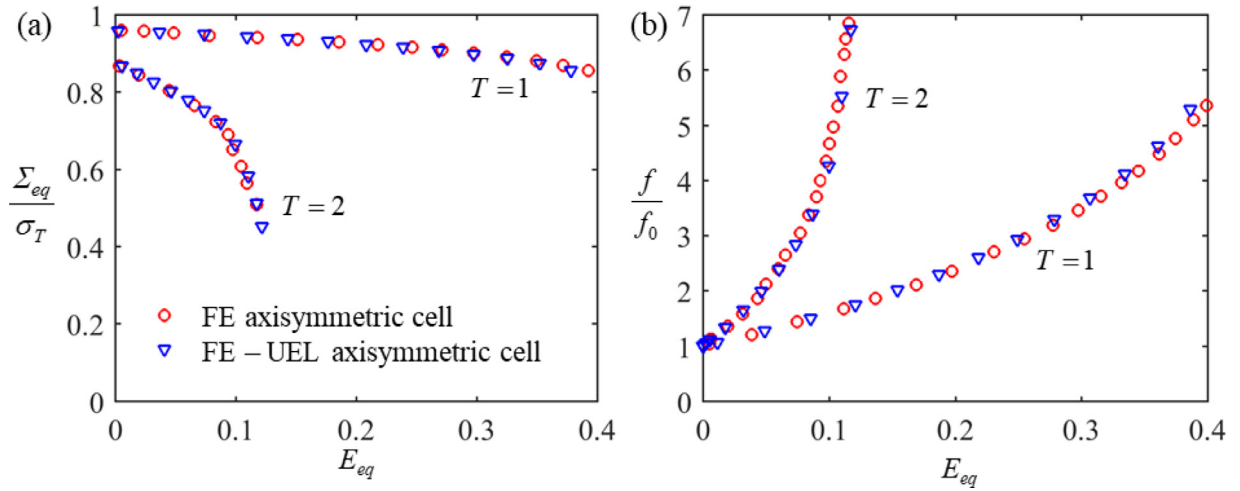 (a)
1
0.8
0.6
0.4
0.2
0
Σeq
σT
T = 1
T = 2
FE axisymmetric cell
FE – UEL axisymmetric cell
0 0.1 0.2 0.3 0.4
Eeq
(b)
7
6
5
4
3
2
1
0
f
f0
T = 2
T = 1
0 0.1 0.2 0.3 0.4
Eeq